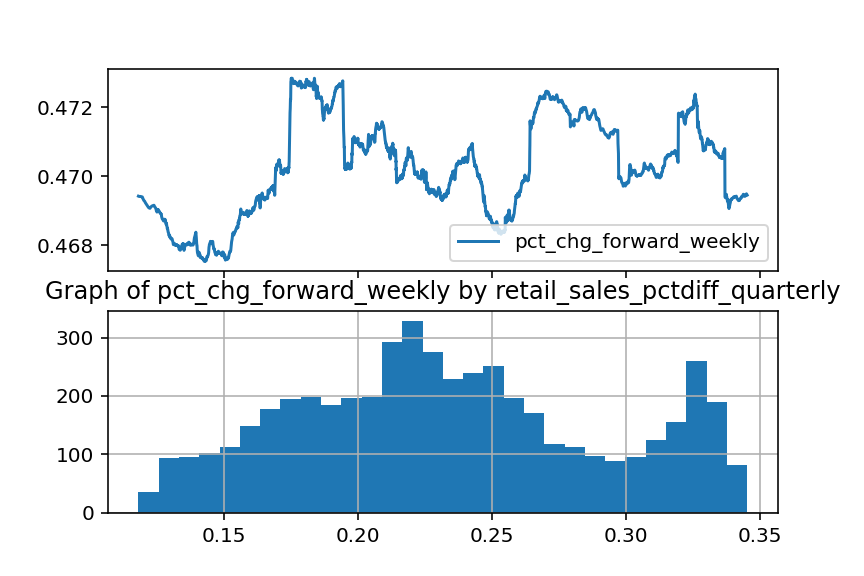 0.472
0.470
0.468
pct_chg_forward_weekly
Graph of pct_chg_forward_weekly by retail_sales_pctdiff_quarterly
300
200
100
0
0.15 0.20 0.25 0.30 0.35